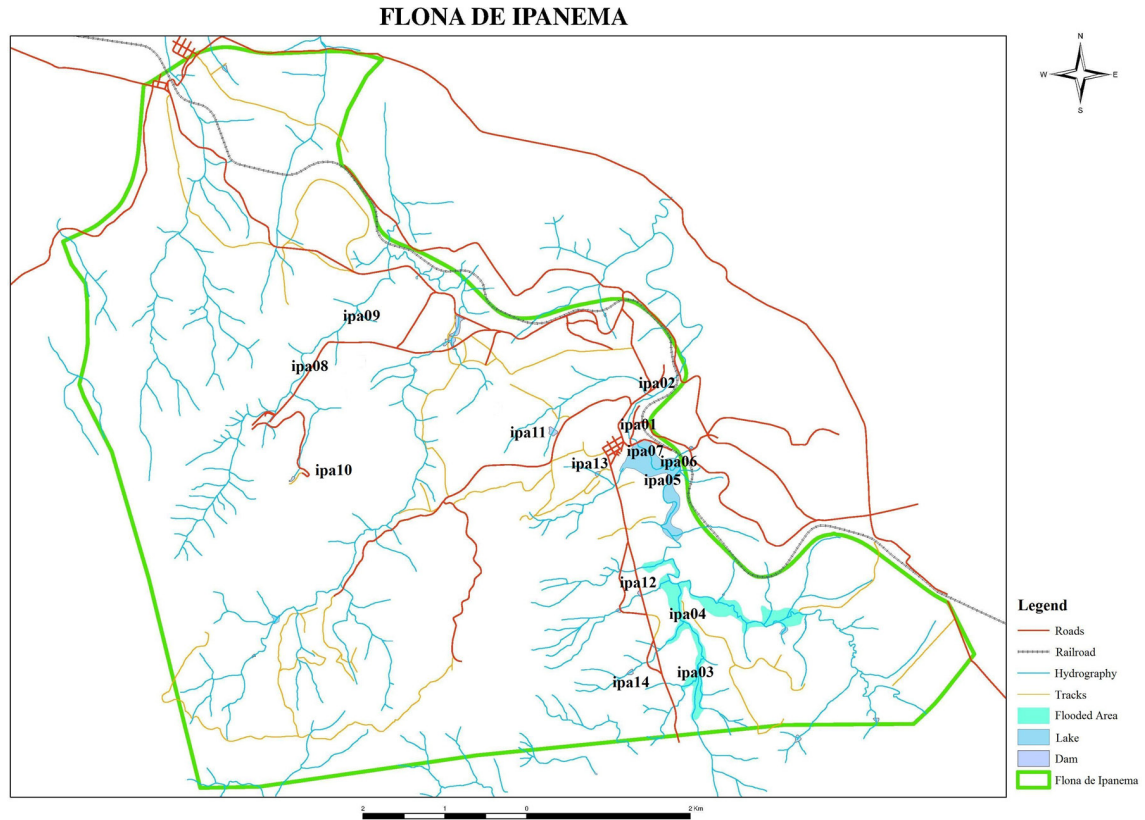 FLONA DE IPANEMA
N
W
E
S
ipa09
ipa08
ipa02
ipa01
ipa11
ipa07
ipa06
ipa13
ipa10
ipa05
ipa12
ipa04
ipa03
ipa14
Legend
Roads
Railroad
Hydrography
Tracks
Flooded Area
Lake
Dam
Flona de Ipanema
2 1 0 2 Km